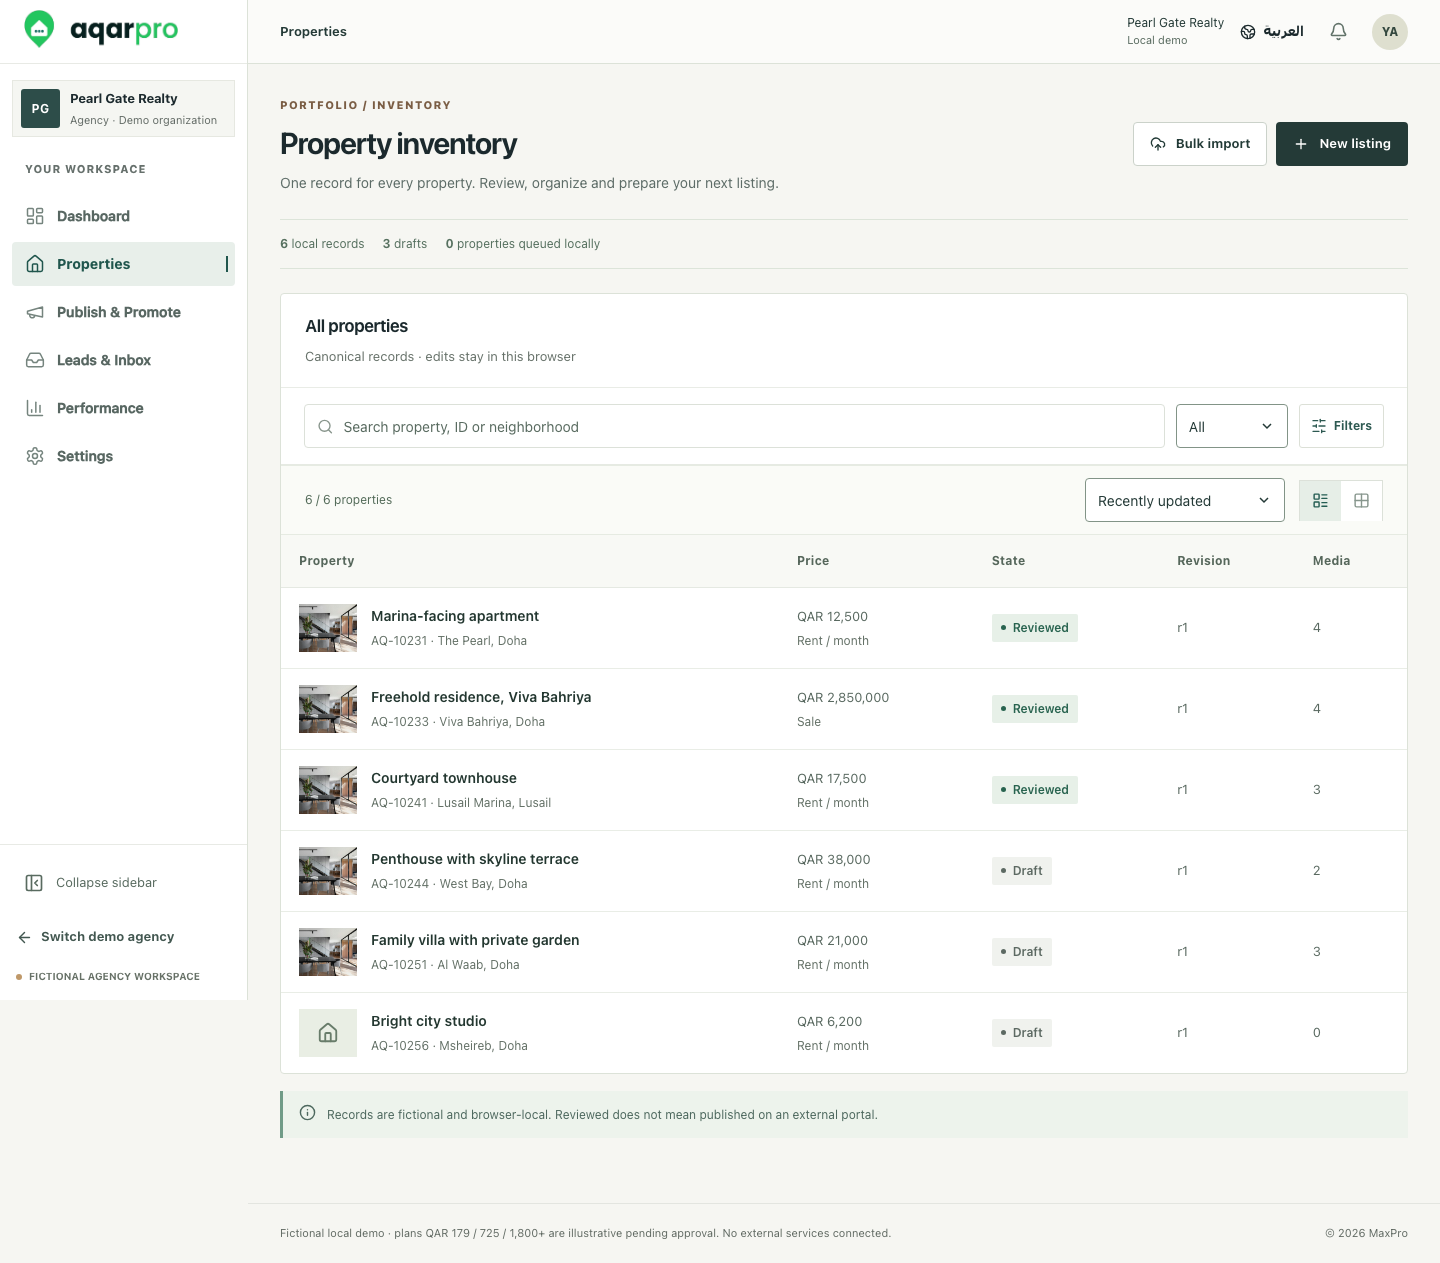 aqarpro
Properties
Pearl Gate Realty
Local demo
العربية
YA
PG
Pearl Gate Realty
Agency · Demo organization
YOUR WORKSPACE
Dashboard
Properties
Publish & Promote
Leads & Inbox
Performance
Settings
Collapse sidebar
Switch demo agency
FICTIONAL AGENCY WORKSPACE
PORTFOLIO / INVENTORY
Property inventory
One record for every property. Review, organize and prepare your next listing.
Bulk import
New listing
6 local records 3 drafts 0 properties queued locally
All properties
Canonical records · edits stay in this browser
Search property, ID or neighborhood
All
Filters
6 / 6 properties
Recently updated
Property Price State Revision Media
Marina-facing apartment
AQ-10231 · The Pearl, Doha
QAR 12,500
Rent / month
Reviewed
r1
4
Freehold residence, Viva Bahriya
AQ-10233 · Viva Bahriya, Doha
QAR 2,850,000
Sale
Reviewed
r1
4
Courtyard townhouse
AQ-10241 · Lusail Marina, Lusail
QAR 17,500
Rent / month
Reviewed
r1
3
Penthouse with skyline terrace
AQ-10244 · West Bay, Doha
QAR 38,000
Rent / month
Draft
r1
2
Family villa with private garden
AQ-10251 · Al Waab, Doha
QAR 21,000
Rent / month
Draft
r1
3
Bright city studio
AQ-10256 · Msheireb, Doha
QAR 6,200
Rent / month
Draft
r1
0
Records are fictional and browser-local. Reviewed does not mean published on an external portal.
Fictional local demo · plans QAR 179 / 725 / 1,800+ are illustrative pending approval. No external services connected.
© 2026 MaxPro